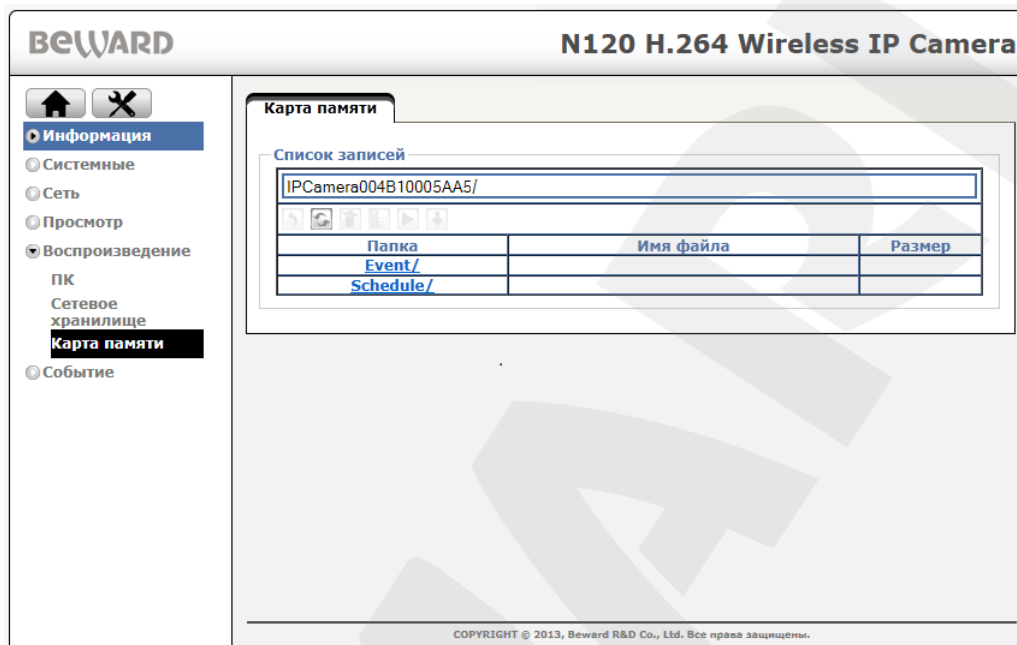 BEWARD
N120 H.264 Wireless IP Camera
Информация
Системные
Сеть
Просмотр
Воспроизведение
ПК
Сетевое
хранилище
Карта памяти
Событие
Карта памяти
Список записей
IPCamera004B10005AA5/
Папка Имя файла Размер
Event/
Schedule/
COPYRIGHT © 2013, Beward R&D Co., Ltd. Все права защищены.